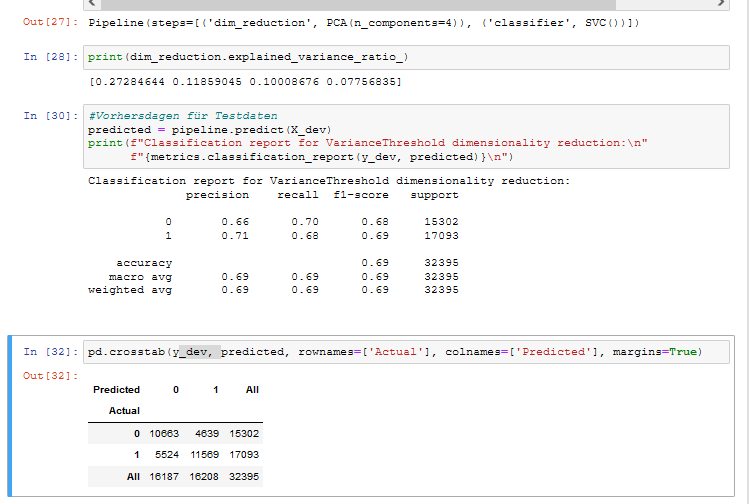 Out[27]: Pipeline(steps=[('dim_reduction', PCA(n_components=4)), ('classifier', SVC())])
In [28]: print(dim_reduction.explained_variance_ratio_)
[0.27284644 0.11859045 0.10008676 0.07756835]
In [30]: #Vorhersdagen für Testdaten
predicted = pipeline.predict(X_dev)
print(f"Classification report for VarianceThreshold dimensionality reduction:\n"
f"{metrics.classification_report(y_dev, predicted)}\n")
Classification report for VarianceThreshold dimensionality reduction:
precision recall f1-score support
0 0.66 0.70 0.68 15302
1 0.71 0.68 0.69 17093
accuracy 0.69 32395
macro avg 0.69 0.69 0.69 32395
weighted avg 0.69 0.69 0.69 32395
In [32]: pd.crosstab(y_dev, predicted, rownames=['Actual'], colnames=['Predicted'], margins=True)
Out[32]:
Predicted 0 1 All
Actual
0 10663 4639 15302
1 5524 11569 17093
All 16187 16208 32395